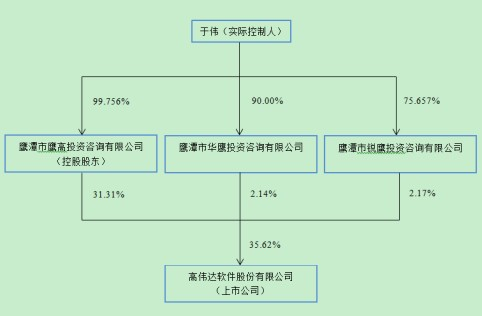 于伟（实际控制人）
99.756%
90.00%
75.657%
鹰潭市鹰高投资咨询有限公司
（控股股东）
鹰潭市华鹰投资咨询有限公司
鹰潭市锐鹰投资咨询有限公司
31.31%
2.14%
2.17%
35.62%
高伟达软件股份有限公司
（上市公司）